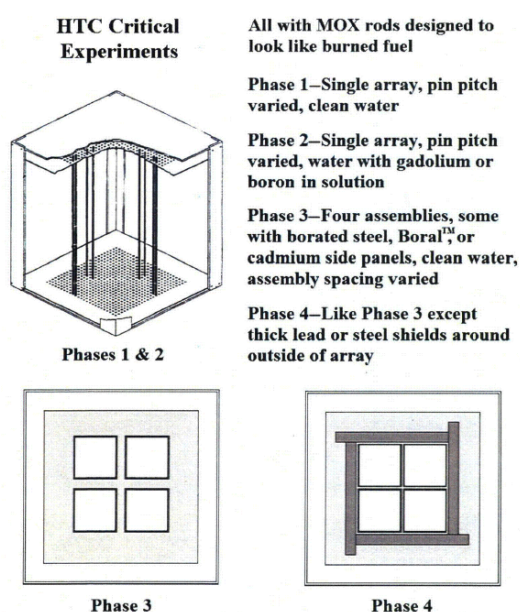 HTC Critical
Experiments
All with MOX rods designed to
look like burned fuel
Phase 1–Single array, pin pitch
varied, clean water
Phase 2–Single array, pin pitch
varied, water with gadolium or
boron in solution
Phase 3–Four assemblies, some
with borated steel, Boral™, or
cadmium side panels, clean water,
assembly spacing varied
Phase 4–Like Phase 3 except
thick lead or steel shields around
outside of array
Phases 1 & 2
Phase 3
Phase 4